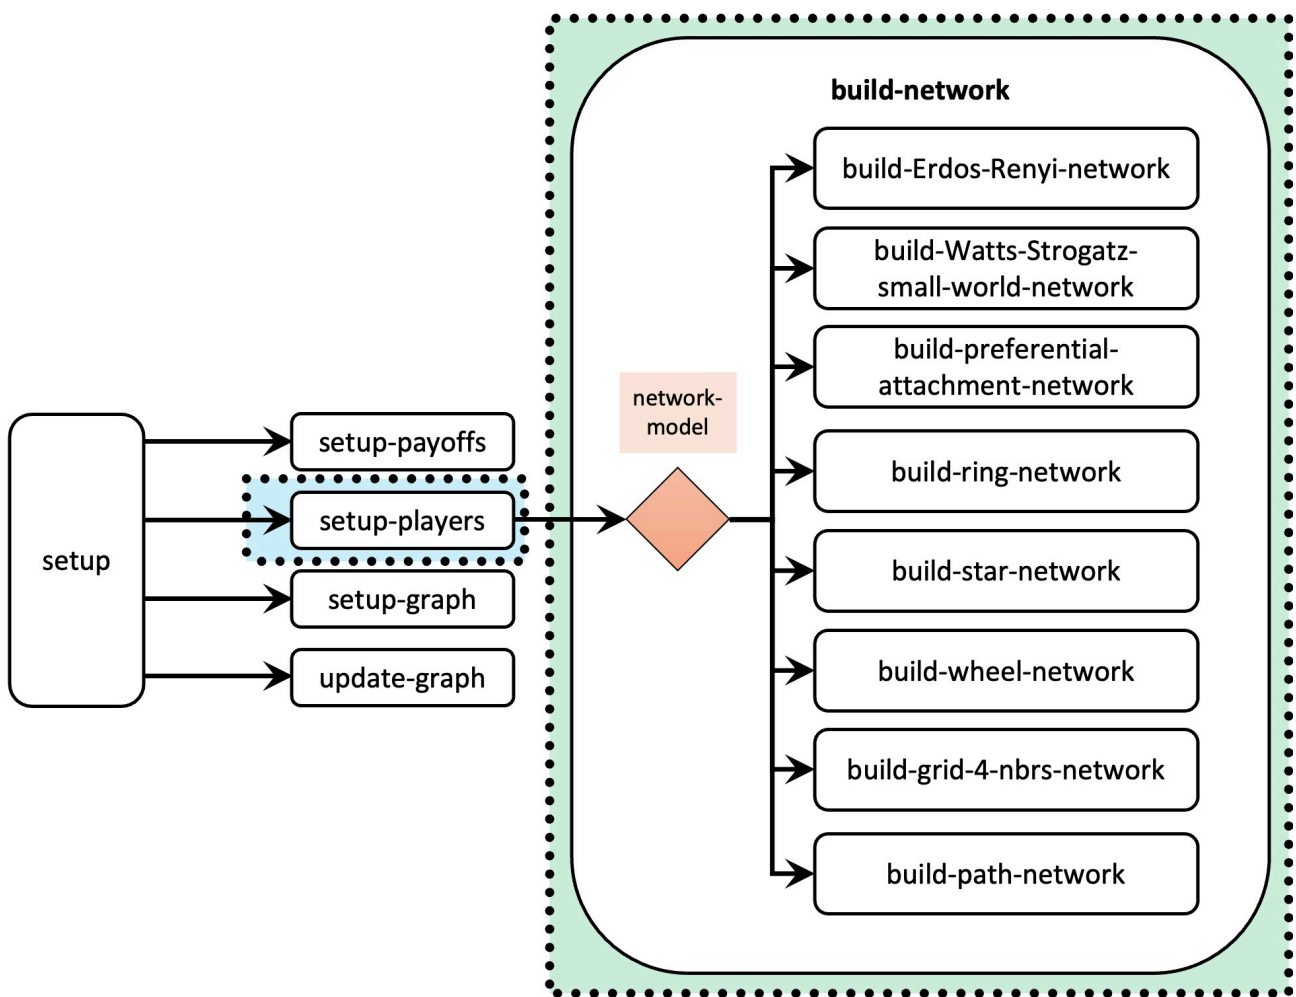 build-network
build-Erdos-Renyi-network
build-Watts-Strogatz-
small-world-network
build-preferential-
attachment-network
network-
model
setup-payoffs
build-ring-network
setup-players
setup
build-star-network
setup-graph
build-wheel-network
update-graph
build-grid-4-nbrs-network
build-path-network